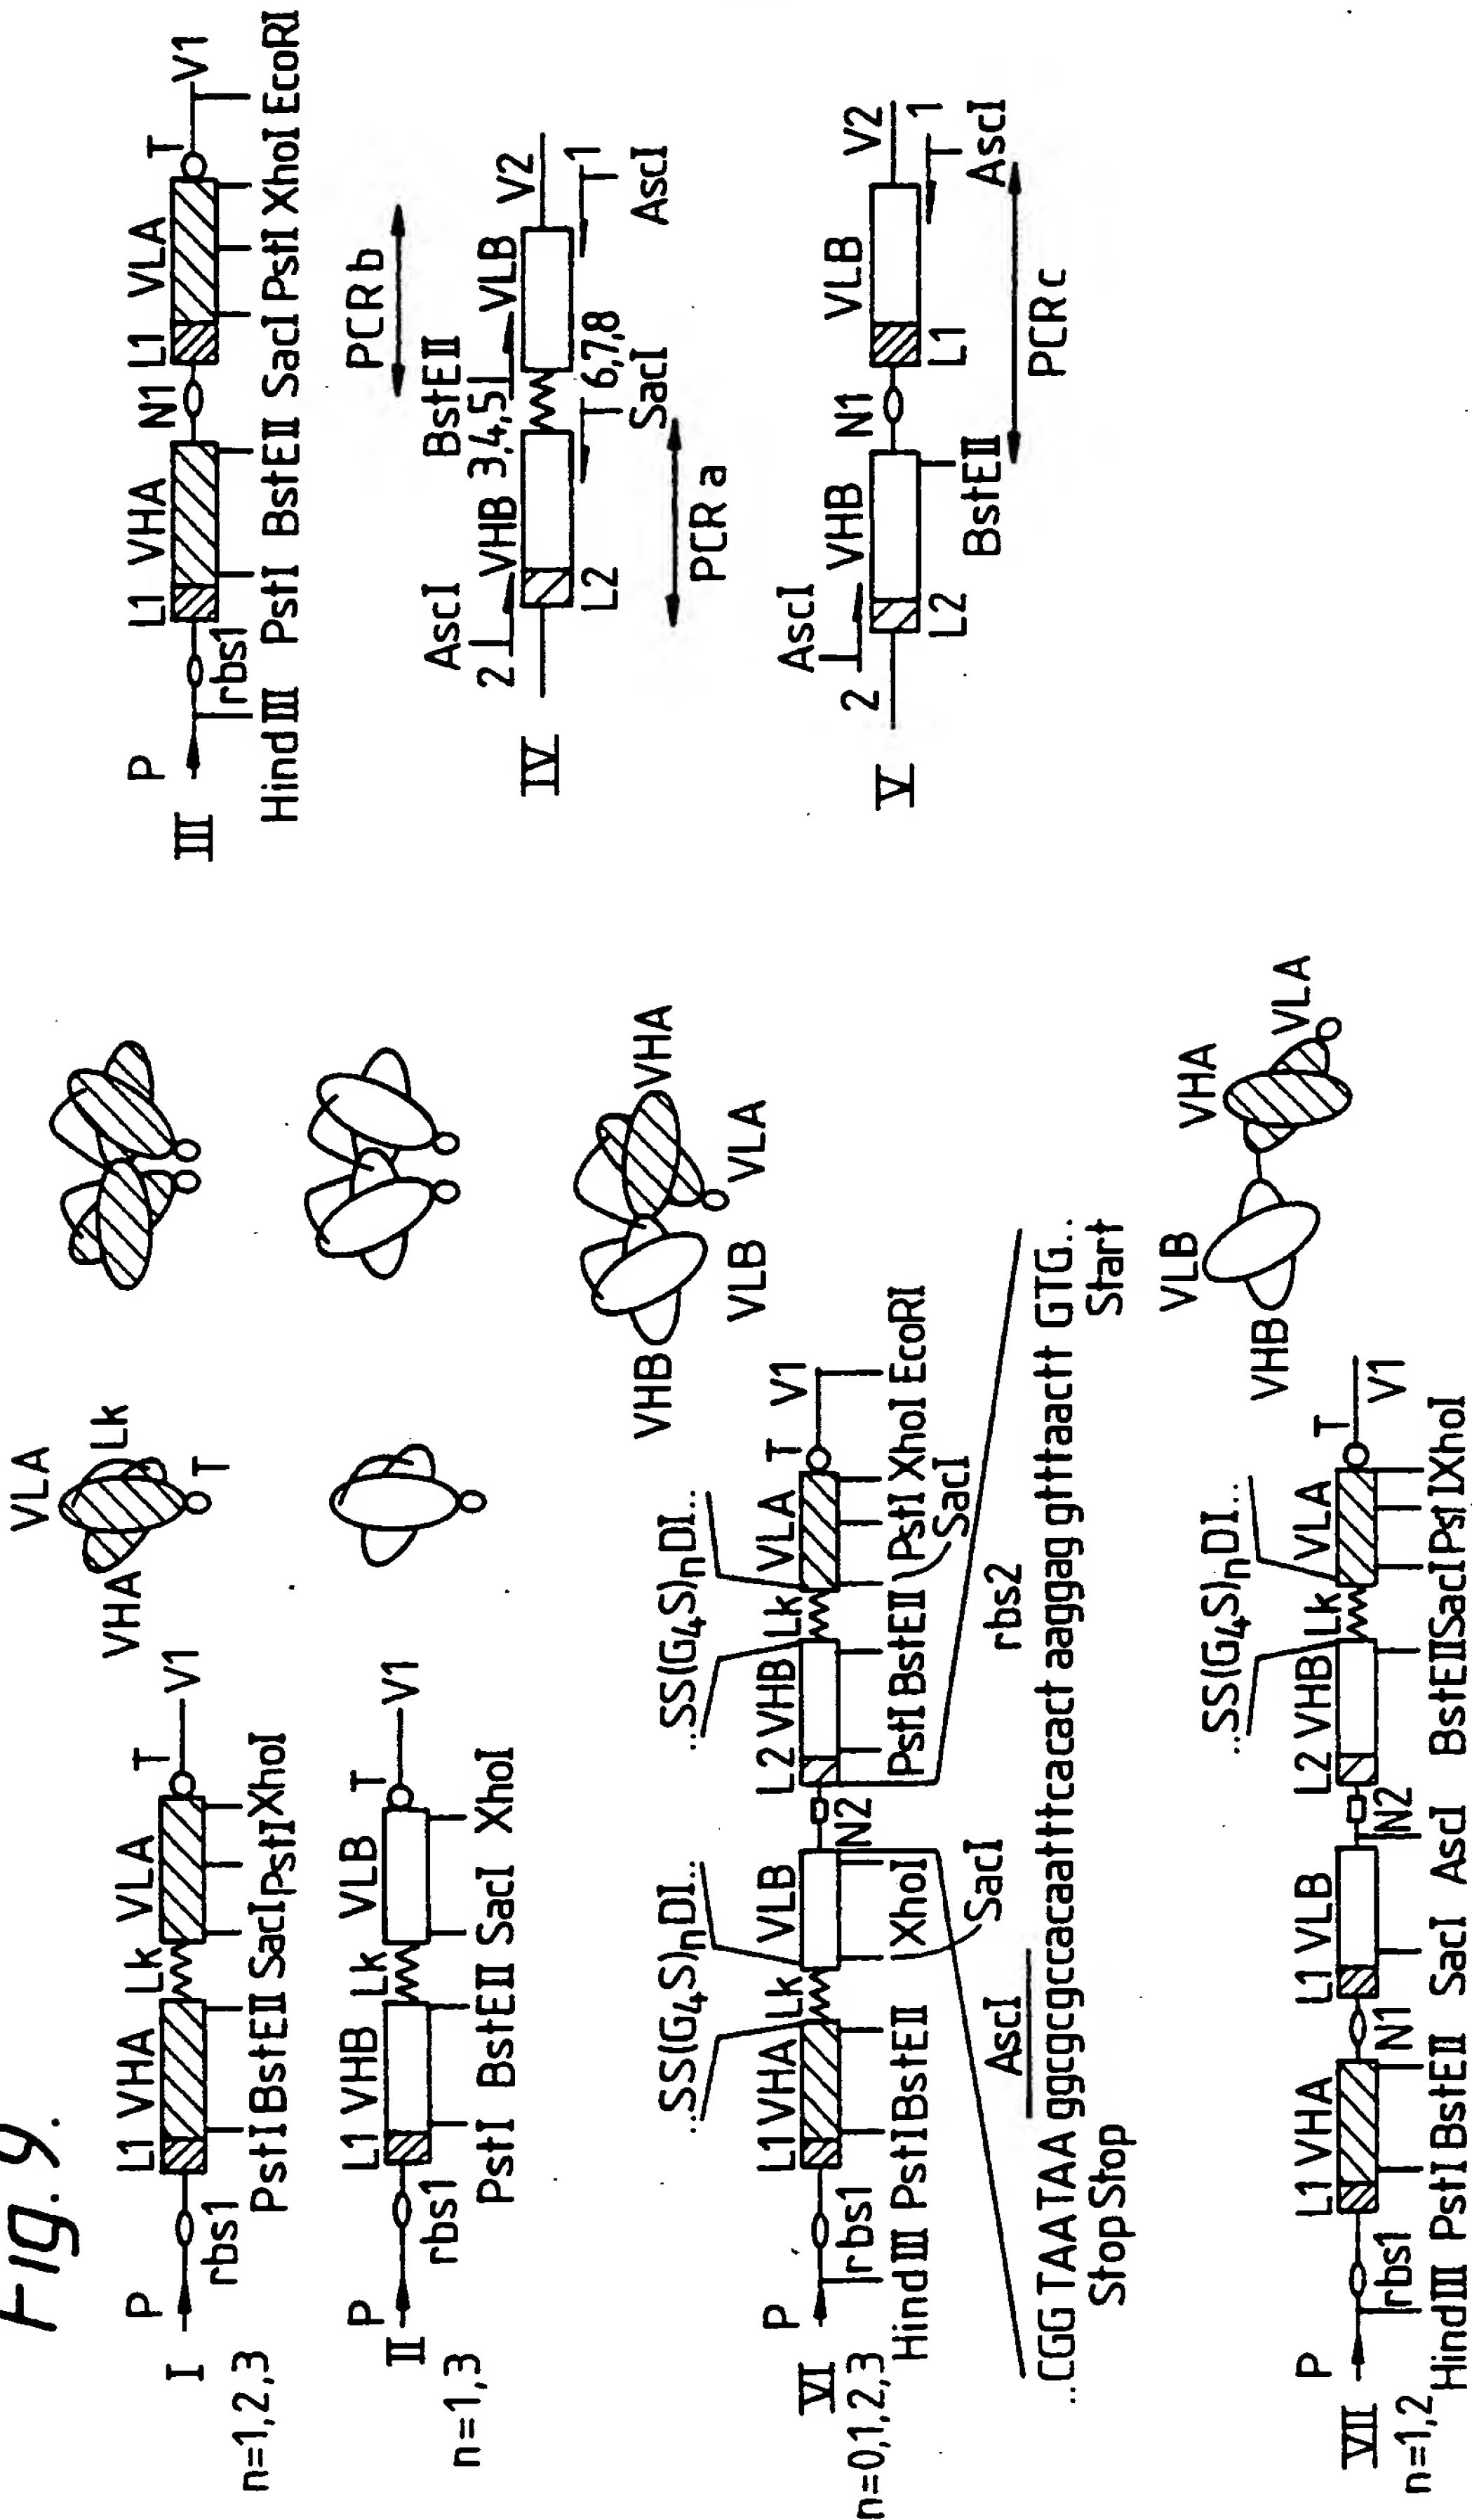 Fig. 9.
VLA
VHA
Lk
T
P
L1 VHA
Lk
VLA
T
V1
I
rbs1
PstI BstEII SacI PstI XhoI
n=1,2,3
P
L1 VHB
Lk
VLB
T
V1
II
rbs1
PstI BstEII SacI XhoI
n=1,3
VHB
VLB
VLA
VHA
..SS(G4S)nDI...
..SS(G4S)nDI...
P
L1 VHA
Lk
VLB
L2 VHB
Lk
VLA
T
V1
VI
rbs1
N2
n=0,1,2,3
HindIII PstI BstEII
XhoI
SacI
PstI BstEII
PstI XhoI EcoRI
SacI
AscI
rbs2
..CGG TAATAA ggcgcgccacaatttcacact aaggag gtttaactt GTG..
Stop Stop
Start
VLB
VHB
VHA
VLA
..SS(G4S)nDI...
P
L1 VHA
L1 VLB
L2 VHB
Lk
VLA
T
V1
VII
rbs1
N1
N2
n=1,2
HindIII PstI BstEII SacI AscI BstEII SacI PstI XhoI
P
L1 VHA
N1
L1 VLA
T
V1
III
rbs1
HindIII PstI BstEII SacI PstI XhoI EcoRI
PCR b
AscI
BstEII
2
VHB 3,4,5
VLB
V2
IV
L2
6,7,8
1
SacI
AscI
PCR a
AscI
2
VHB
N1
VLB
V2
V
L2
BstEII
L1
1
AscI
PCR c